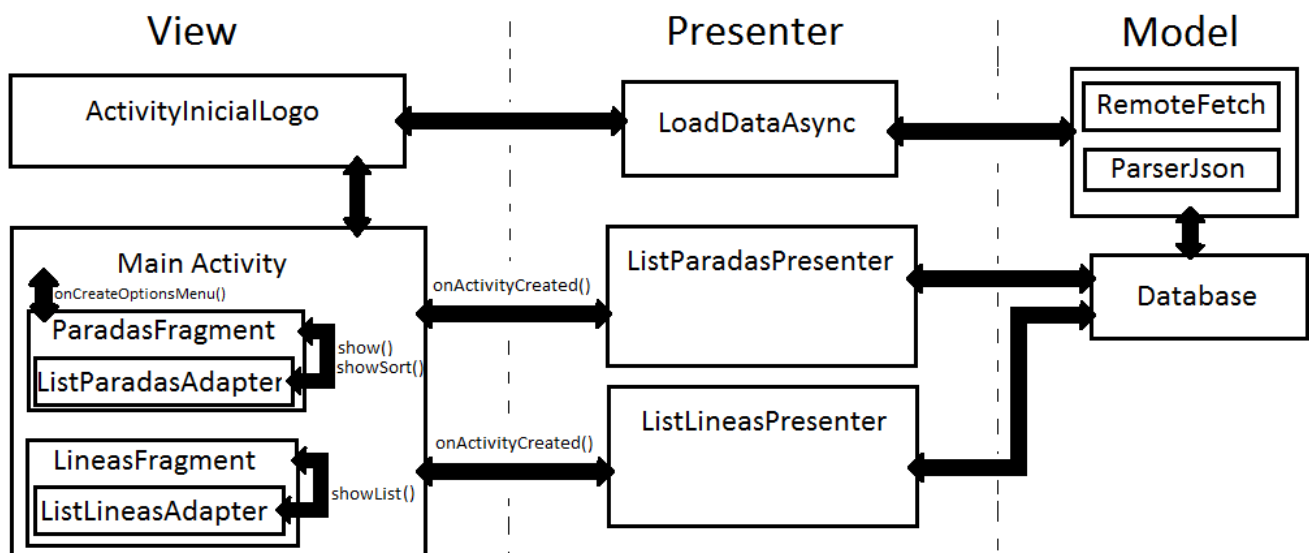 View
Presenter
Model
ActivityInicialLogo
LoadDataAsync
RemoteFetch
ParserJson
Main Activity
onCreateOptionsMenu()
ParadasFragment
ListParadasAdapter
show()
showSort()
onActivityCreated()
ListParadasPresenter
Database
LineasFragment
ListLineasAdapter
showList()
onActivityCreated()
ListLineasPresenter